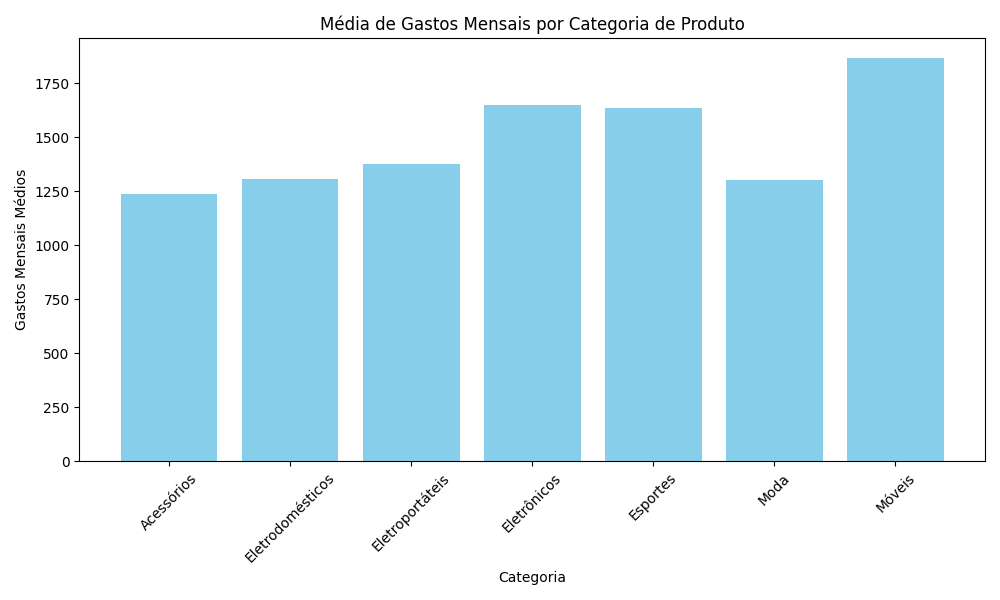 Média de Gastos Mensais por Categoria de Produto
Gastos Mensais Médios
1750
1500
1250
1000
750
500
250
0
Acessórios
Eletrodomésticos
Eletroportáteis
Eletrônicos
Esportes
Moda
Móveis
Categoria